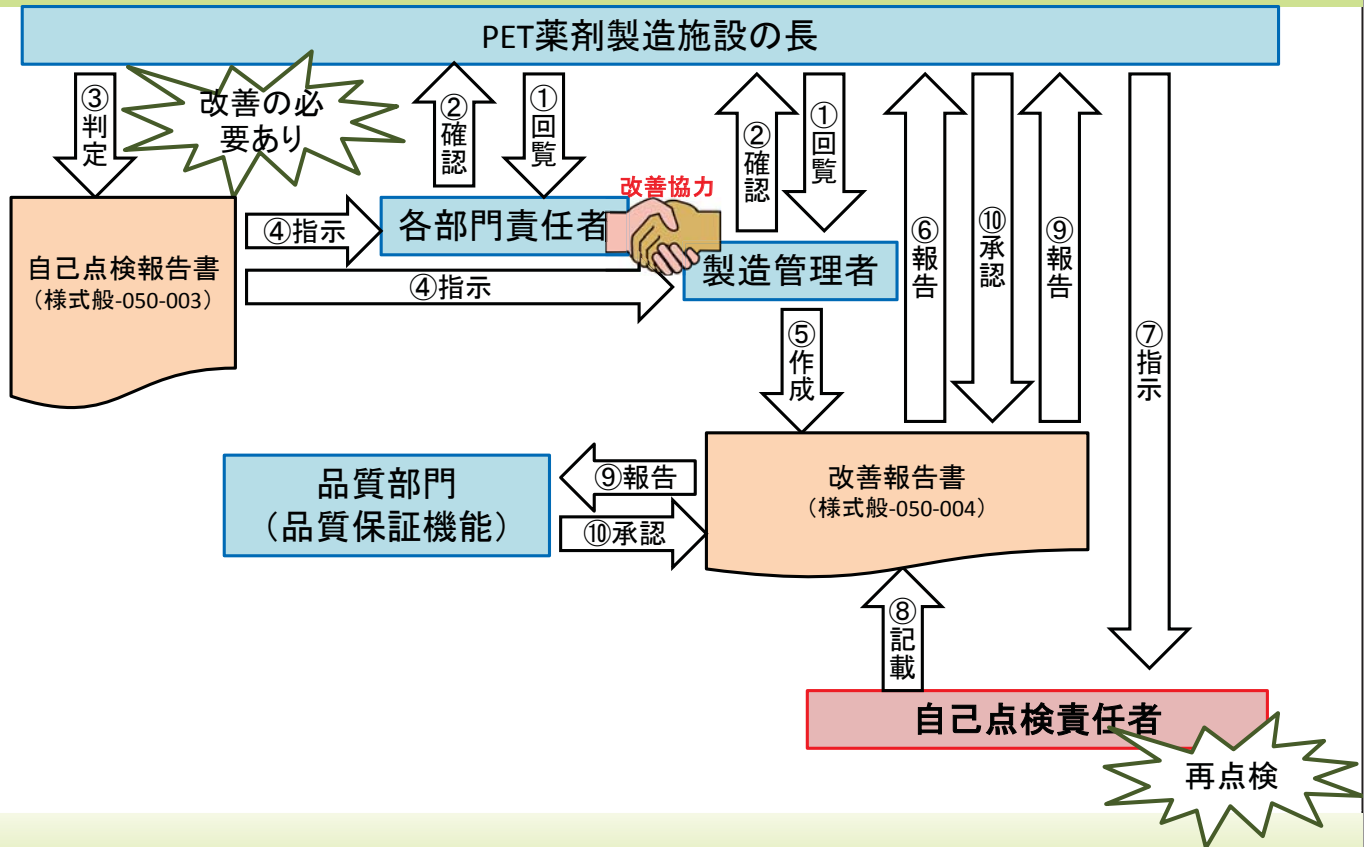 PET薬剤製造施設の長
③判定
改善の必
要あり
②確認
①回覧
②確認
①回覧
⑥報告
⑩承認
⑨報告
⑦指示
改善協力
自己点検報告書
（様式般-050-003）
④指示
各部門責任者
④指示
製造管理者
⑤作成
品質部門
（品質保証機能）
⑨報告
⑩承認
改善報告書
（様式般-050-004）
⑧記載
自己点検責任者
再点検